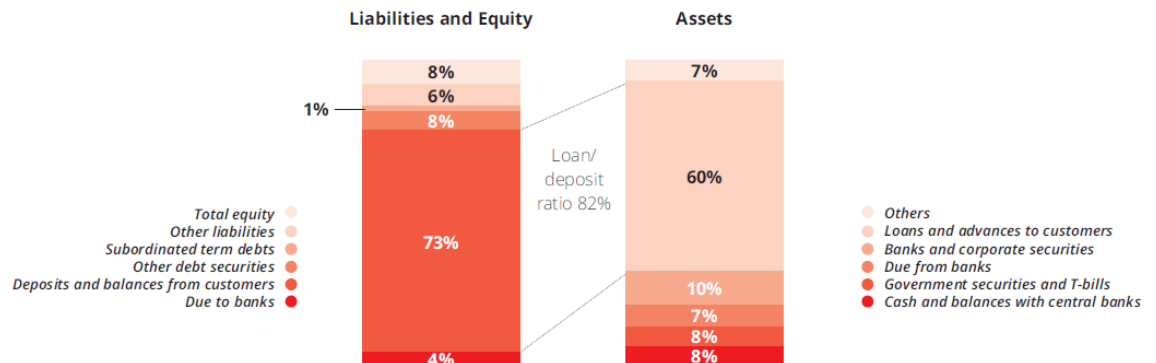 Liabilities and Equity
Assets
8%
6%
1%
8%
73%
4%
Loan/
deposit
ratio 82%
7%
60%
10%
7%
8%
8%
Total equity
Other liabilities
Subordinated term debts
Other debt securities
Deposits and balances from customers
Due to banks
Others
Loans and advances to customers
Banks and corporate securities
Due from banks
Government securities and T-bills
Cash and balances with central banks